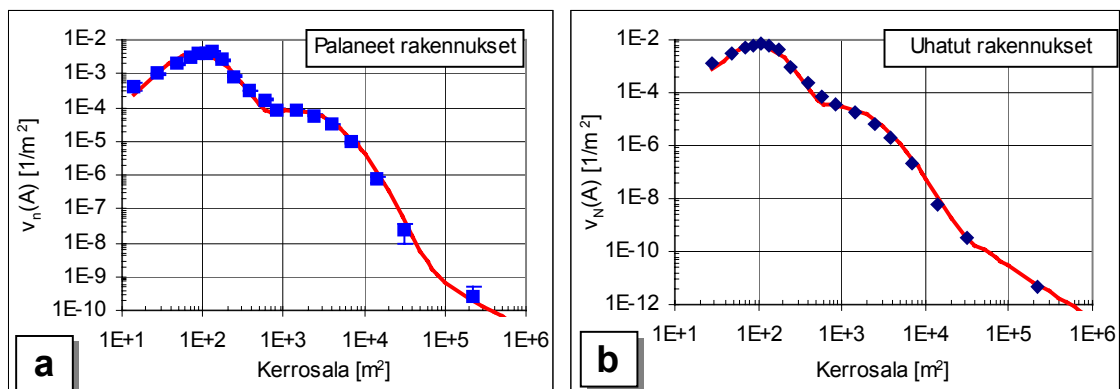 Palaneet rakennukset
vn(A) [1/m²]
1E-2
1E-3
1E-4
1E-5
1E-6
1E-7
1E-8
1E-9
1E-10
1E+1 1E+2 1E+3 1E+4 1E+5 1E+6
Kerrosala [m²]
a
Uhatut rakennukset
vN(A) [1/m²]
1E-2
1E-4
1E-6
1E-8
1E-10
1E-12
1E+1 1E+2 1E+3 1E+4 1E+5 1E+6
Kerrosala [m²]
b